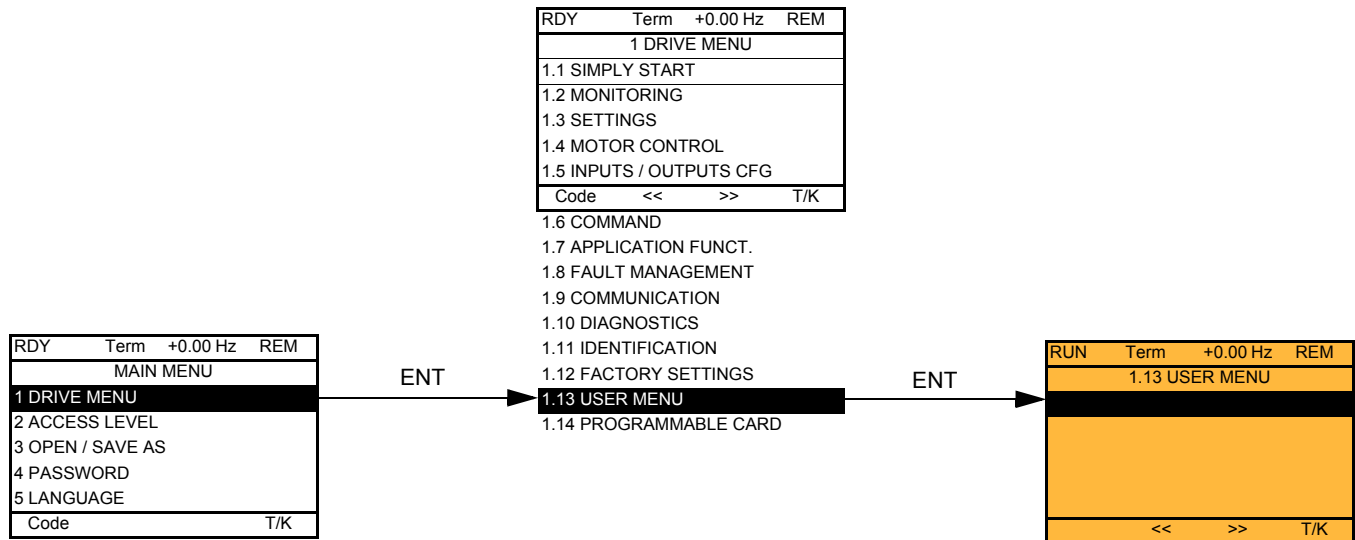 RDY Term +0.00 Hz REM
1 DRIVE MENU
1.1 SIMPLY START
1.2 MONITORING
1.3 SETTINGS
1.4 MOTOR CONTROL
1.5 INPUTS / OUTPUTS CFG
Code << >> T/K
1.6 COMMAND
1.7 APPLICATION FUNCT.
1.8 FAULT MANAGEMENT
1.9 COMMUNICATION
1.10 DIAGNOSTICS
1.11 IDENTIFICATION
1.12 FACTORY SETTINGS
1.13 USER MENU
1.14 PROGRAMMABLE CARD
RDY Term +0.00 Hz REM
MAIN MENU
1 DRIVE MENU
2 ACCESS LEVEL
3 OPEN / SAVE AS
4 PASSWORD
5 LANGUAGE
Code T/K
ENT
ENT
RUN Term +0.00 Hz REM
1.13 USER MENU
<< >> T/K